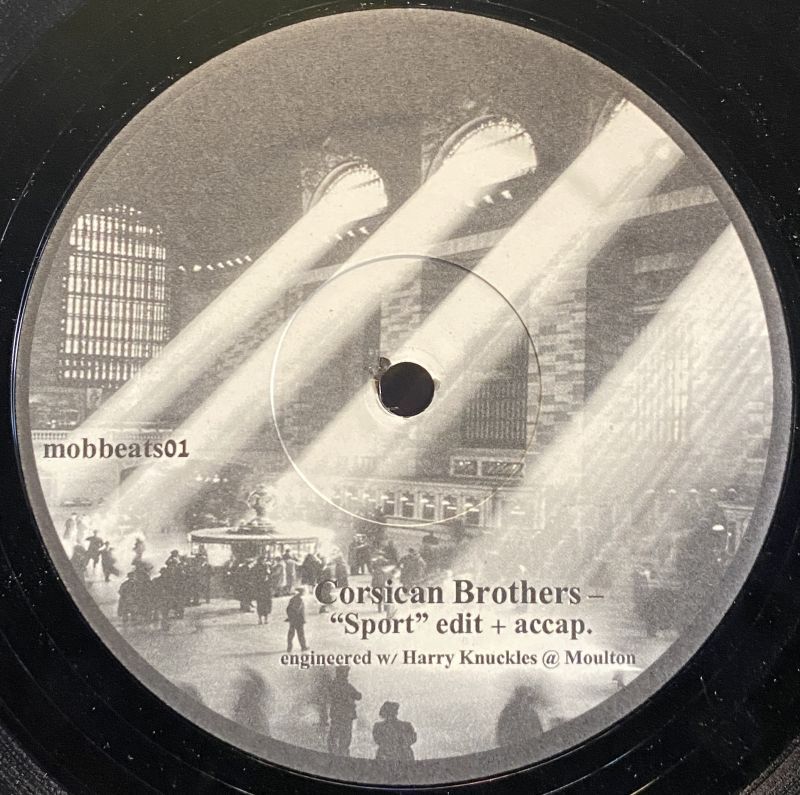 mobbeats01
Corsican Brothers –
“Sport” edit + accap.
engineered w/ Harry Knuckles @ Moulton